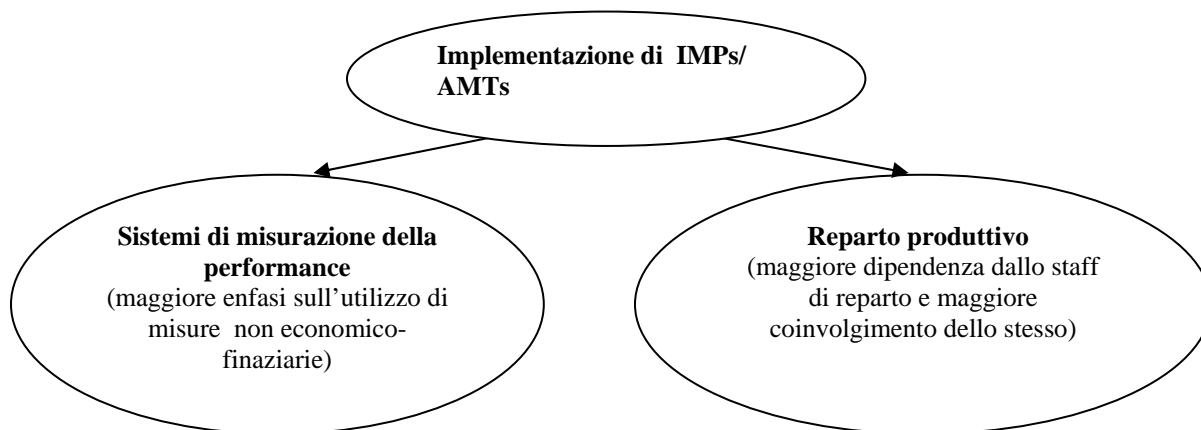 Implementazione di IMPs/
AMTs
Sistemi di misurazione della
performance
(maggiore enfasi sull’utilizzo di
misure non economico-
finaziarie)
Reparto produttivo
(maggiore dipendenza dallo staff
di reparto e maggiore
coinvolgimento dello stesso)